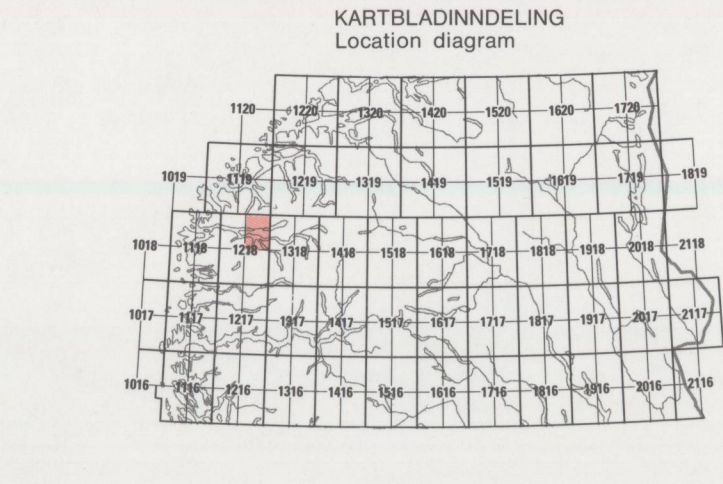 KARTBLADINNDELING
Location diagram
1120 1220 1320 1420 1520 1620 1720
1019 1119 1219 1319 1419 1519 1619 1719 1819
1018 1118 1218 1318 1418 1518 1618 1718 1818 1918 2018 2118
1017 1117 1217 1317 1417 1517 1617 1717 1817 1917 2017 2117
1016 1116 1216 1316 1416 1516 1616 1716 1816 1916 2016 2116